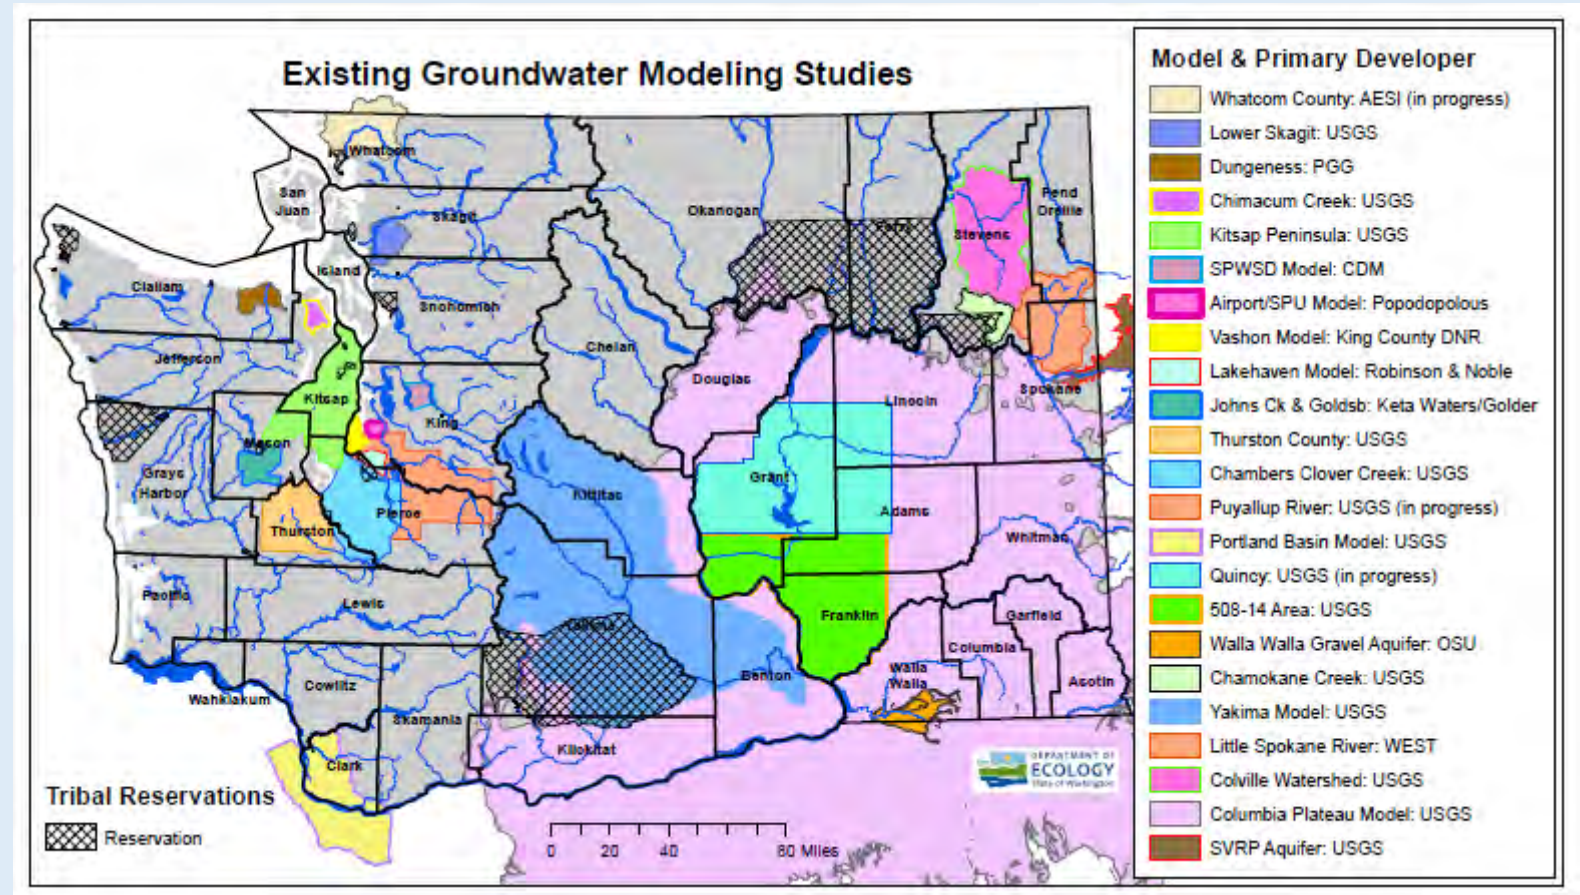 Existing Groundwater Modeling Studies
Whatcom
San
Juan
Skagit
Okanogan
Ferry
Stevens
Pend
Oreille
Island
Clallam
Snohomish
Chelan
Jefferson
Douglas
Lincoln
Spokane
Kitsap
King
Mason
Grays
Harbor
Grant
Kittitas
Adams
Pierce
Thurston
Whitman
Pacific
Lewis
Yakima
Franklin
Garfield
Columbia
Walla
Walla
Benton
Asotin
Cowlitz
Wahkiakum
Skamania
Klickitat
Clark
Tribal Reservations
Reservation
0 20 40 80 Miles
DEPARTMENT OF
ECOLOGY
State of Washington
Model & Primary Developer
Whatcom County: AESI (in progress)
Lower Skagit: USGS
Dungeness: PGG
Chimacum Creek: USGS
Kitsap Peninsula: USGS
SPWSD Model: CDM
Airport/SPU Model: Popodopolous
Vashon Model: King County DNR
Lakehaven Model: Robinson & Noble
Johns Ck & Goldsb: Keta Waters/Golder
Thurston County: USGS
Chambers Clover Creek: USGS
Puyallup River: USGS (in progress)
Portland Basin Model: USGS
Quincy: USGS (in progress)
508-14 Area: USGS
Walla Walla Gravel Aquifer: OSU
Chamokane Creek: USGS
Yakima Model: USGS
Little Spokane River: WEST
Colville Watershed: USGS
Columbia Plateau Model: USGS
SVRP Aquifer: USGS